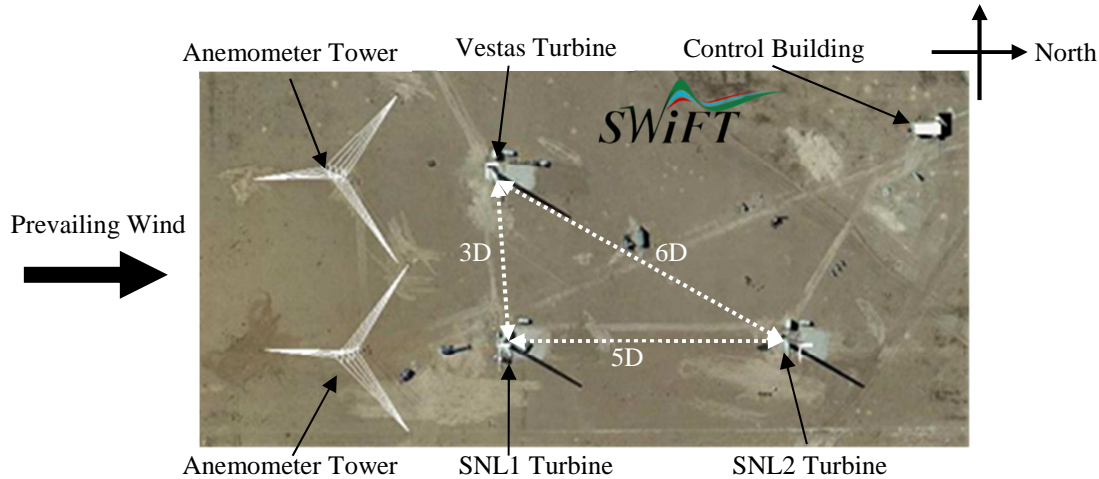 Anemometer Tower
Vestas Turbine
Control Building
North
SWiFT
Prevailing Wind
3D
6D
5D
Anemometer Tower
SNL1 Turbine
SNL2 Turbine